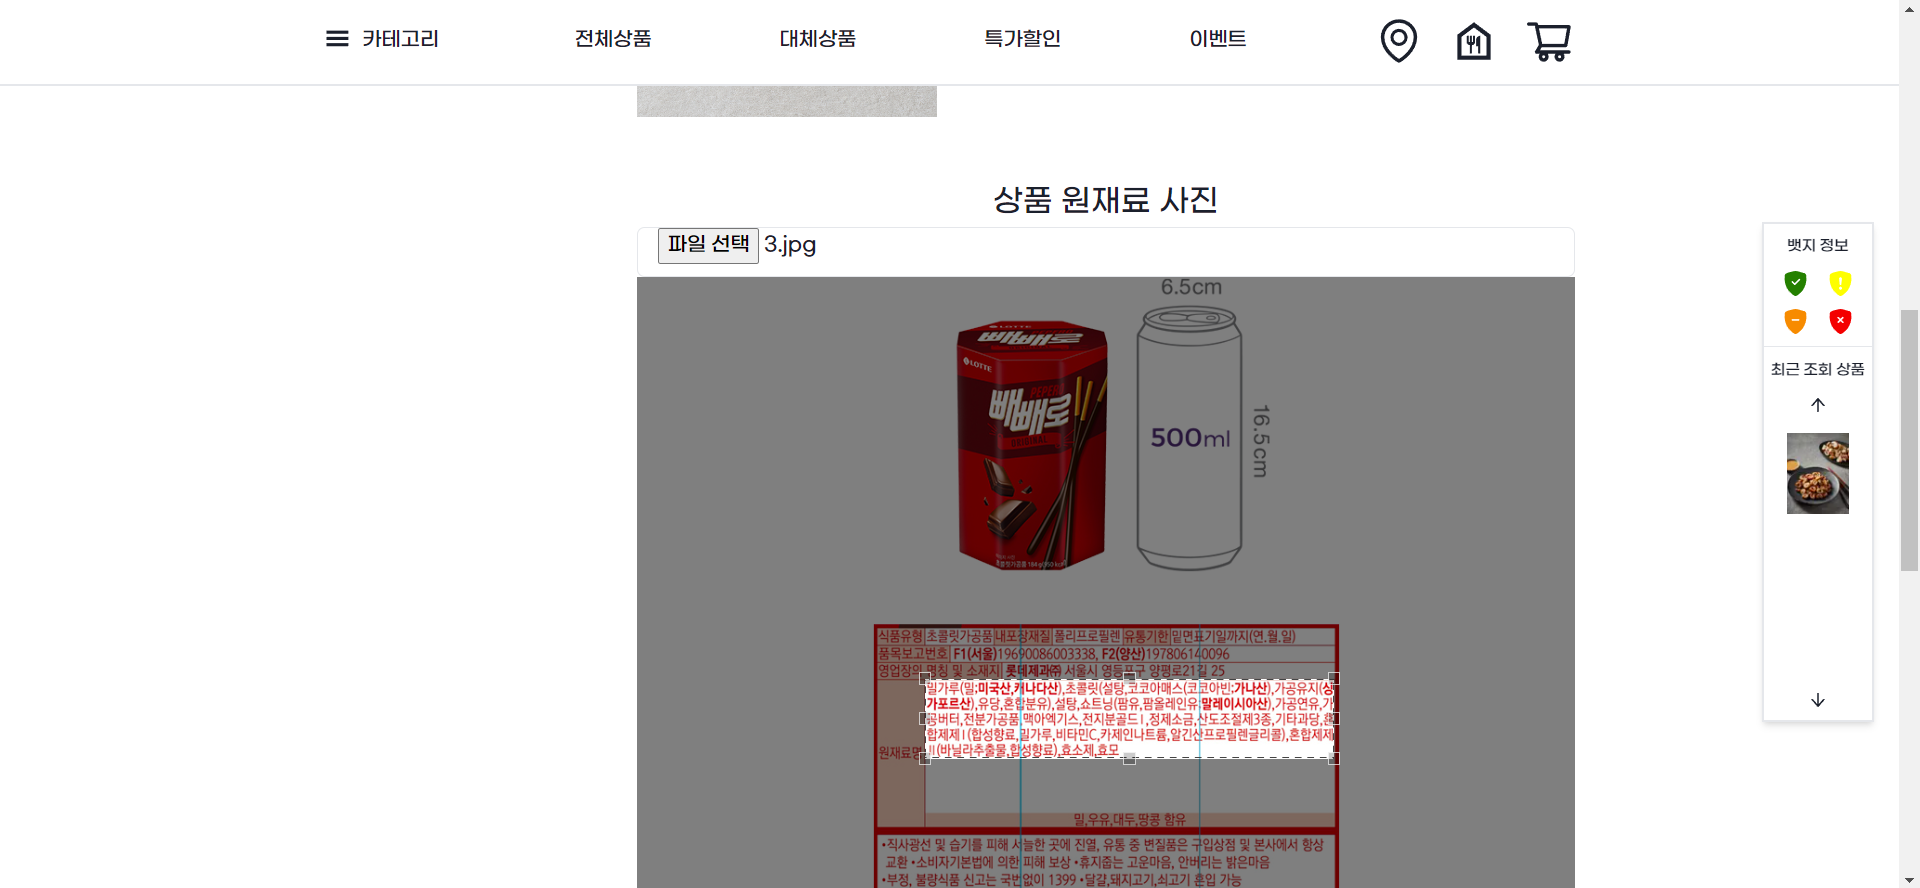 카테고리
전체상품
대체상품
특가할인
이벤트
상품 원재료 사진
파일 선택 3.jpg
뱃지 정보
최근 조회 상품
6.5cm
LOTTE
빼빼로
LOTTE
PEPERO
빼빼로
ORIGINAL
500ml
16.5cm
식품유형 초콜릿가공품 내포장재질 폴리프로필렌 유통기한 밑면표기일까지(연.월.일)
품목보고번호 F1(서울)19690086003338, F2(양산)197806140096
영업장의 명칭 및 소재지 롯데제과㈜ 서울시 영등포구 양평로21길 25
원재료명
밀가루(밀;미국산,캐나다산),초콜릿(설탕,코코아매스(코코아빈;가나산),가공유지(싱
가포르산),유당,혼합분유),설탕,쇼트닝(팜유,팜올레인유;말레이시아산),가공연유,가
공버터,전분가공품,맥아엑기스,전지분골드Ⅰ,정제소금,산도조절제3종,기타과당,혼
합제제Ⅰ(합성향료,밀가루,비타민C,카제인나트륨,알긴산프로필렌글리콜),혼합제제
Ⅱ(바닐라추출물,합성향료),효소제,효모
밀,우유,대두,땅콩 함유
•직사광선 및 습기를 피해 서늘한 곳에 진열, 유통 중 변질품은 구입상점 및 본사에서 항상
교환 •소비자기본법에 의한 피해 보상 •휴지줍는 고운마음, 안버리는 밝은마음
•부정, 불량식품 신고는 국번없이 1399 •달걀,돼지고기,쇠고기 혼입 가능